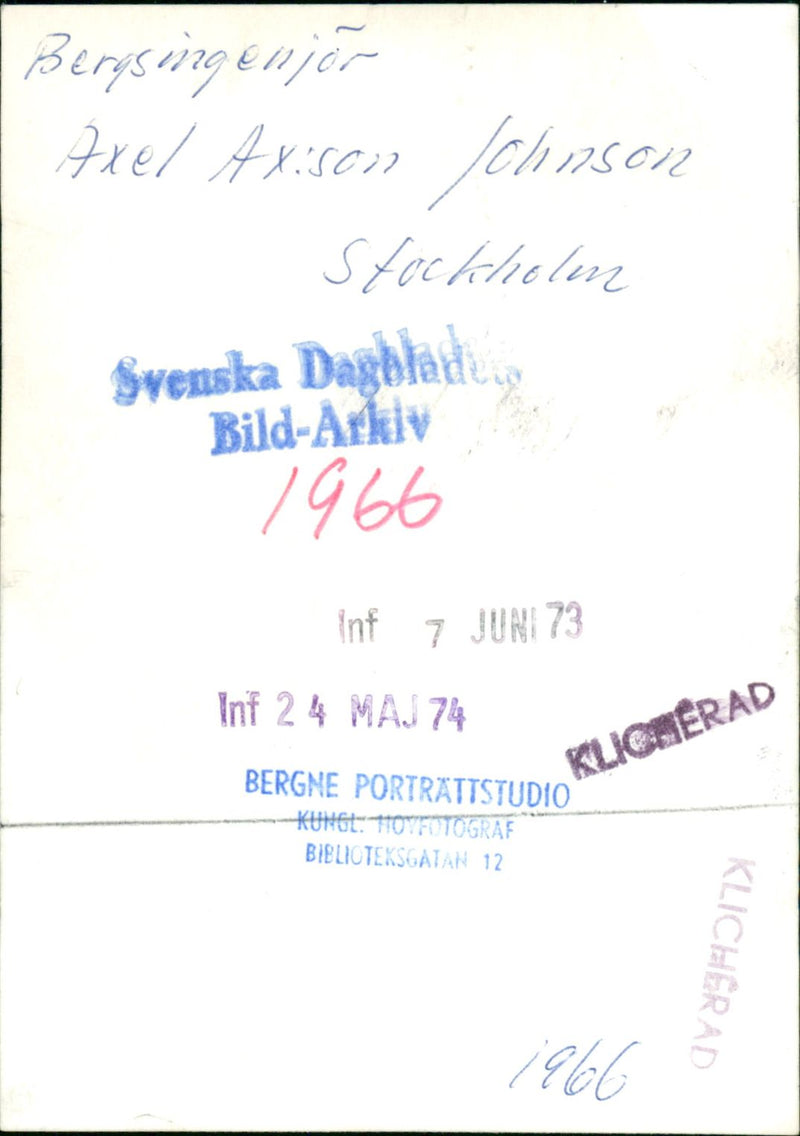 Bergsingenjör
Axel Ax:son Johnson
Stockholm
Svenska Dagbladets
Bild-Arkiv
1966
Inf 7 JUNI 73
Inf 24 MAJ 74
KLICHÉRAD
BERGNE PORTRÄTTSTUDIO
KUNGL. HOVFOTOGRAF
BIBLIOTEKSGATAN 12
KLICHÉRAD
1966